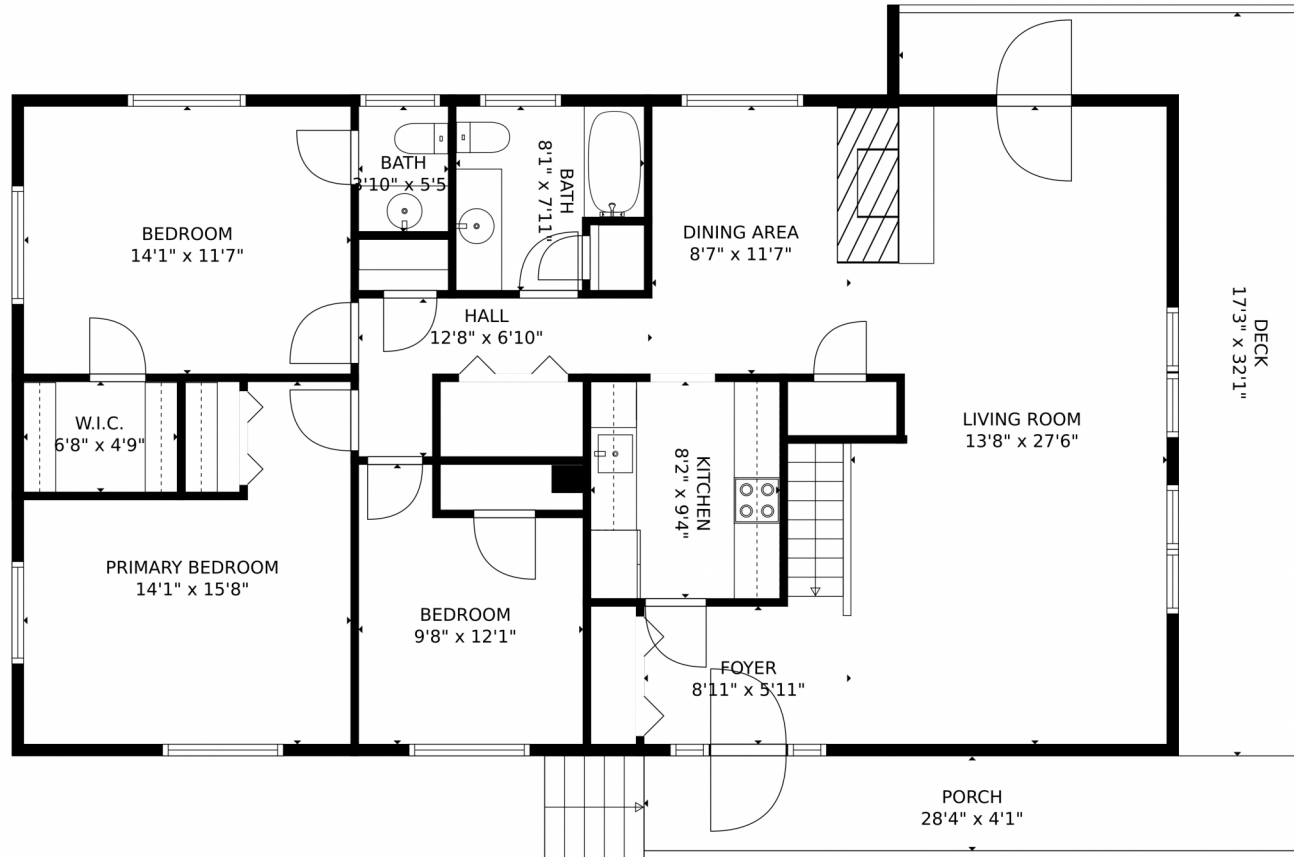 BATH
3'10" x 5'5
BATH
8'1" x 7'11"
BEDROOM
14'1" x 11'7"
DINING AREA
8'7" x 11'7"
HALL
12'8" x 6'10"
DECK
17'3" x 32'1"
W.I.C.
6'8" x 4'9"
LIVING ROOM
13'8" x 27'6"
KITCHEN
8'2" x 9'4"
PRIMARY BEDROOM
14'1" x 15'8"
BEDROOM
9'8" x 12'1"
FOYER
8'11" x 5'11"
PORCH
28'4" x 4'1"